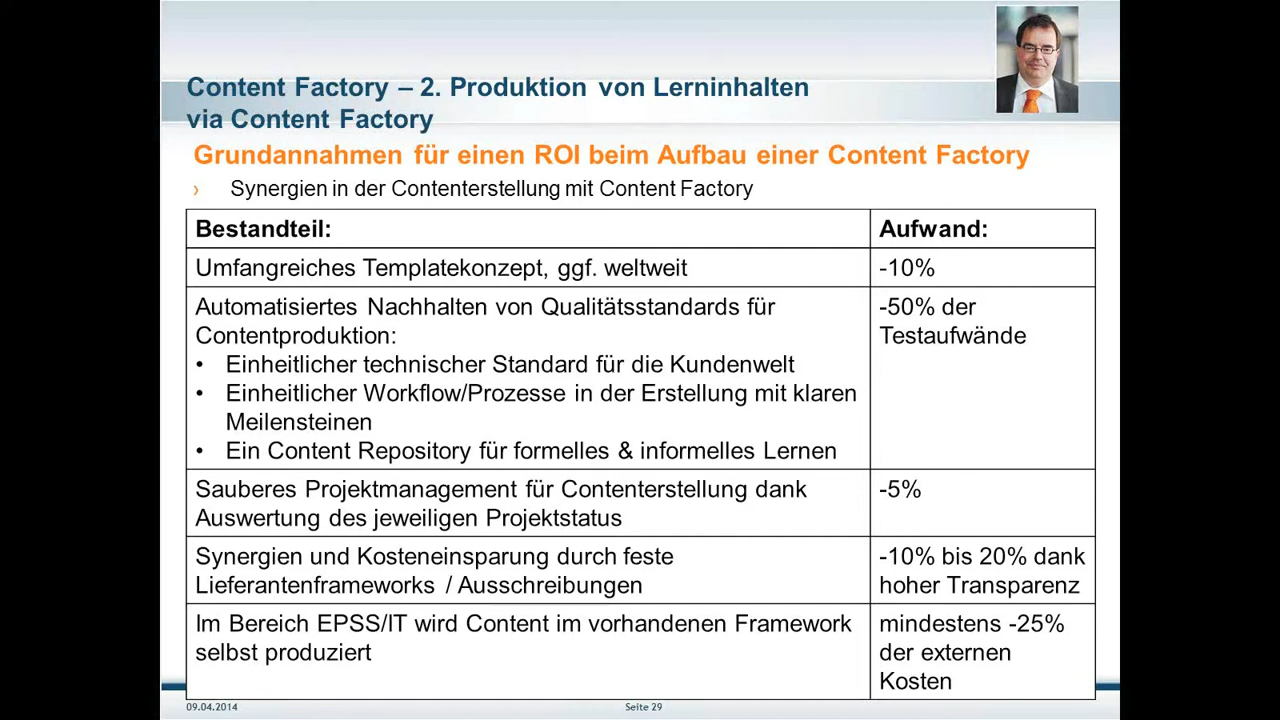 Content Factory – 2. Produktion von Lerninhalten
via Content Factory
Grundannahmen für einen ROI beim Aufbau einer Content Factory
› Synergien in der Contenterstellung mit Content Factory
Bestandteil:
Aufwand:
Umfangreiches Templatekonzept, ggf. weltweit
-10%
Automatisiertes Nachhalten von Qualitätsstandards für
Contentproduktion:
• Einheitlicher technischer Standard für die Kundenwelt
• Einheitlicher Workflow/Prozesse in der Erstellung mit klaren
Meilensteinen
• Ein Content Repository für formelles & informelles Lernen
-50% der
Testaufwände
Sauberes Projektmanagement für Contenterstellung dank
Auswertung des jeweiligen Projektstatus
-5%
Synergien und Kosteneinsparung durch feste
Lieferantenframeworks / Ausschreibungen
-10% bis 20% dank
hoher Transparenz
Im Bereich EPSS/IT wird Content im vorhandenen Framework
selbst produziert
mindestens -25%
der externen
Kosten
09.04.2014
Seite 29